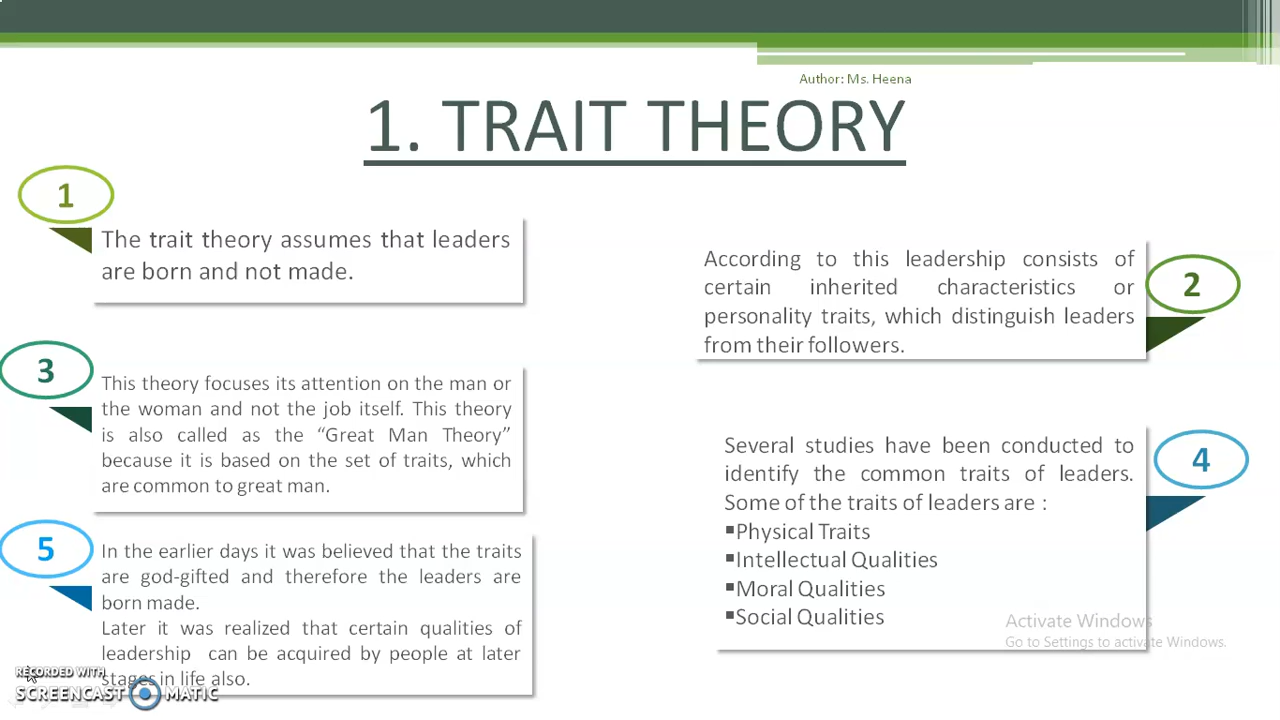 Author: Ms. Heena
1. TRAIT THEORY
1
The trait theory assumes that leaders
are born and not made.
2
According to this leadership consists of
certain inherited characteristics or
personality traits, which distinguish leaders
from their followers.
3
This theory focuses its attention on the man or
the woman and not the job itself. This theory
is also called as the “Great Man Theory”
because it is based on the set of traits, which
are common to great man.
4
Several studies have been conducted to
identify the common traits of leaders.
Some of the traits of leaders are :
▪Physical Traits
▪Intellectual Qualities
▪Moral Qualities
▪Social Qualities
5
In the earlier days it was believed that the traits
are god-gifted and therefore the leaders are
born made.
Later it was realized that certain qualities of
leadership can be acquired by people at later
stages in life also.
Activate Windows
Go to Settings to activate Windows.
RECORDED WITH
SCREENCAST MATIC